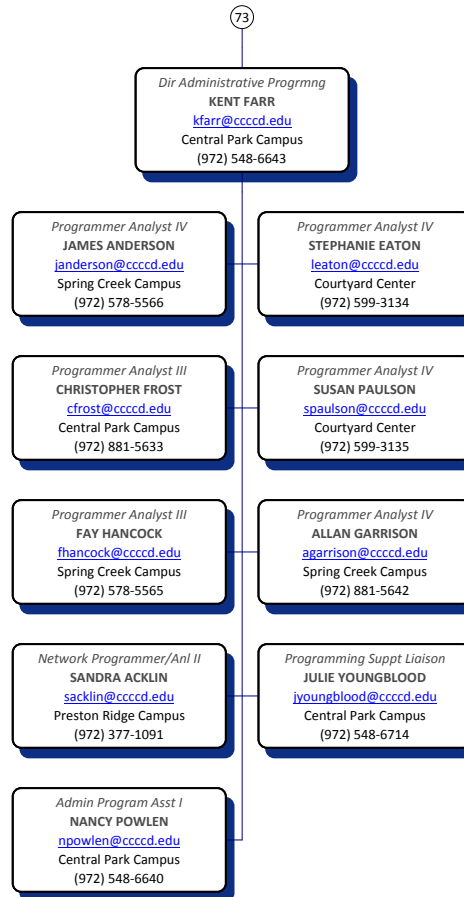 73
Dir Administrative Progrmng
KENT FARR
kfarr@ccccd.edu
Central Park Campus
(972) 548-6643
Programmer Analyst IV
JAMES ANDERSON
janderson@ccccd.edu
Spring Creek Campus
(972) 578-5566
Programmer Analyst IV
STEPHANIE EATON
leaton@ccccd.edu
Courtyard Center
(972) 599-3134
Programmer Analyst III
CHRISTOPHER FROST
cfrost@ccccd.edu
Central Park Campus
(972) 881-5633
Programmer Analyst IV
SUSAN PAULSON
spaulson@ccccd.edu
Courtyard Center
(972) 599-3135
Programmer Analyst III
FAY HANCOCK
fhancock@ccccd.edu
Spring Creek Campus
(972) 578-5565
Programmer Analyst IV
ALLAN GARRISON
agarrison@ccccd.edu
Spring Creek Campus
(972) 881-5642
Network Programmer/Anl II
SANDRA ACKLIN
sacklin@ccccd.edu
Preston Ridge Campus
(972) 377-1091
Programming Suppt Liaison
JULIE YOUNGBLOOD
jyoungblood@ccccd.edu
Central Park Campus
(972) 548-6714
Admin Program Asst I
NANCY POWLEN
npowlen@ccccd.edu
Central Park Campus
(972) 548-6640